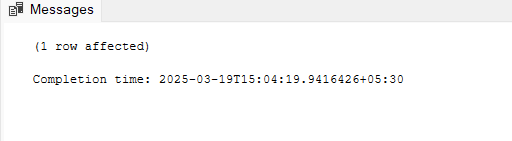 Messages
(1 row affected)
Completion time: 2025-03-19T15:04:19.9416426+05:30